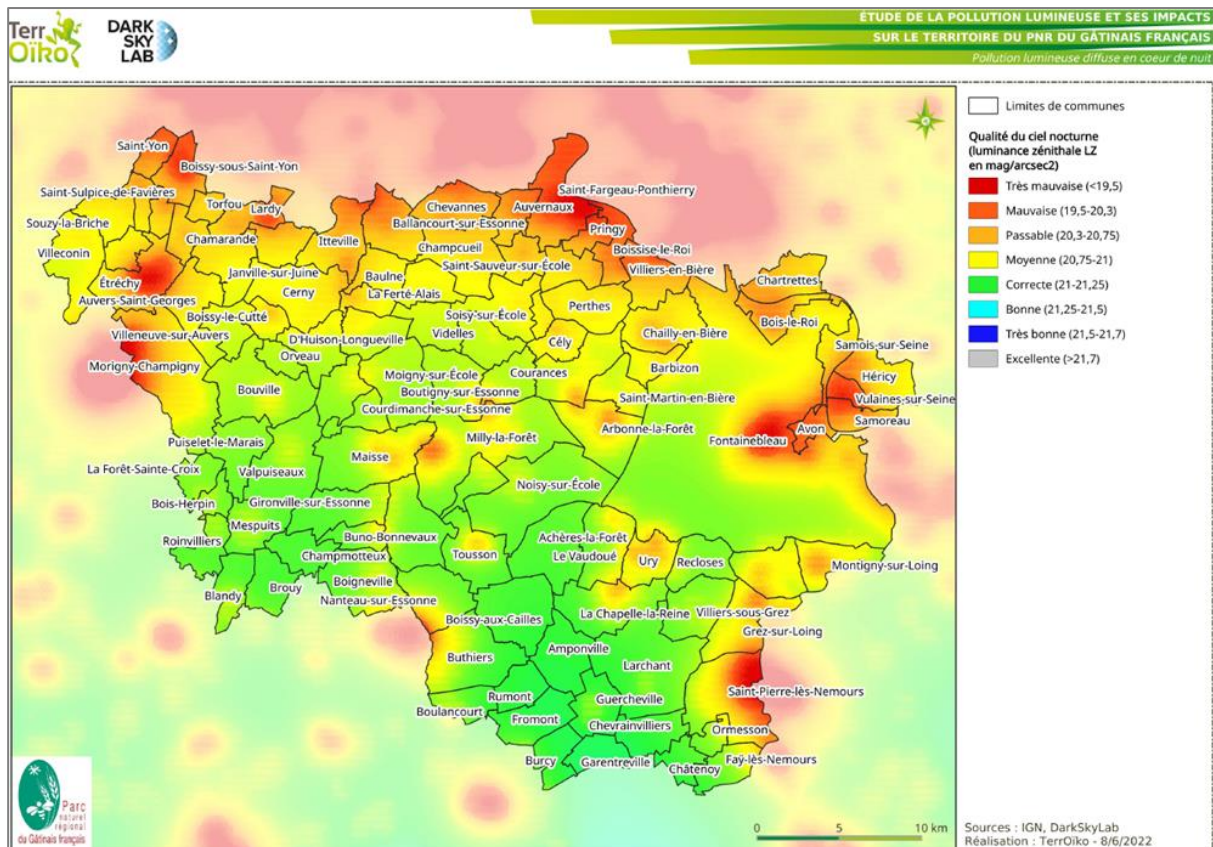 Terr
Oïko
DARK
SKY
LAB
ÉTUDE DE LA POLLUTION LUMINEUSE ET SES IMPACTS
SUR LE TERRITOIRE DU PNR DU GÂTINAIS FRANÇAIS
Pollution lumineuse diffuse en coeur de nuit
Saint-Yon
Boissy-sous-Saint-Yon
Saint-Sulpice-de-Favières
Torfou
Lardy
Souzy-la-Briche
Villeconin
Chamarande
Itteville
Chevannes
Ballancourt-sur-Essonne
Auvernaux
Saint-Fargeau-Ponthierry
Pringy
Boissise-le-Roi
Champcueil
Saint-Sauveur-sur-École
Villiers-en-Bière
Chartrettes
Étréchy
Janville-sur-Juine
Baulne
Auvers-Saint-Georges
Cerny
La Ferté-Alais
Boissy-le-Cutté
Soisy-sur-École
Perthes
Bois-le-Roi
Villeneuve-sur-Auvers
D'Huison-Longueville
Videlles
Cély
Chailly-en-Bière
Samois-sur-Seine
Orveau
Morigny-Champigny
Moigny-sur-École
Courances
Barbizon
Héricy
Bouville
Boutigny-sur-Essonne
Saint-Martin-en-Bière
Vulaines-sur-Seine
Courdimanche-sur-Essonne
Samoreau
Arbonne-la-Forêt
Avon
Puiselet-le-Marais
Milly-la-Forêt
Fontainebleau
Maisse
La Forêt-Sainte-Croix
Valpuiseaux
Noisy-sur-École
Bois-Herpin
Gironville-sur-Essonne
Mespuits
Roinvilliers
Buno-Bonnevaux
Achères-la-Forêt
Champmotteux
Tousson
Le Vaudoué
Ury
Recloses
Montigny-sur-Loing
Boigneville
Blandy
Brouy
Nanteau-sur-Essonne
La Chapelle-la-Reine
Villiers-sous-Grez
Boissy-aux-Cailles
Grez-sur-Loing
Amponville
Buthiers
Larchant
Saint-Pierre-lès-Nemours
Rumont
Guercheville
Boulancourt
Fromont
Chevrainvilliers
Ormesson
Burcy
Garentreville
Châtenoy
Faÿ-lès-Nemours
Limites de communes
Qualité du ciel nocturne
(luminance zénithale LZ
en mag/arcsec2)
Très mauvaise (<19,5)
Mauvaise (19,5-20,3)
Passable (20,3-20,75)
Moyenne (20,75-21)
Correcte (21-21,25)
Bonne (21,25-21,5)
Très bonne (21,5-21,7)
Excellente (>21,7)
Parc
naturel
régional
du Gâtinais français
0 5 10 km
Sources : IGN, DarkSkyLab
Réalisation : TerrOïko - 8/6/2022